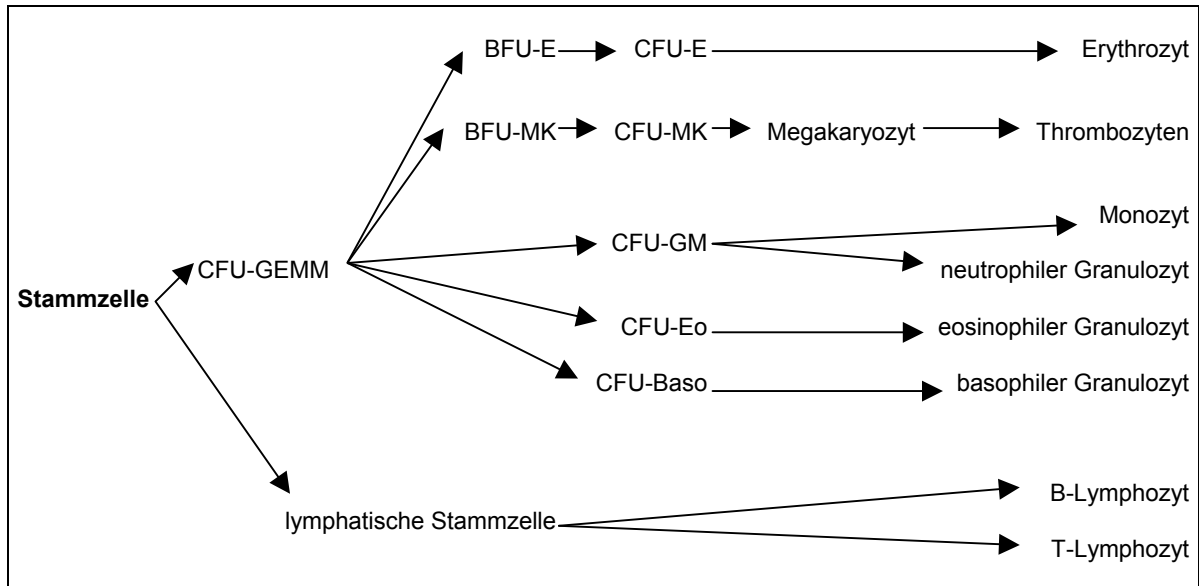 BFU-E CFU-E Erythrozyt
BFU-MK CFU-MK Megakaryozyt Thrombozyten
Monozyt
CFU-GM
CFU-GEMM neutrophiler Granulozyt
Stammzelle
CFU-Eo eosinophiler Granulozyt
CFU-Baso basophiler Granulozyt
B-Lymphozyt
lymphatische Stammzelle
T-Lymphozyt